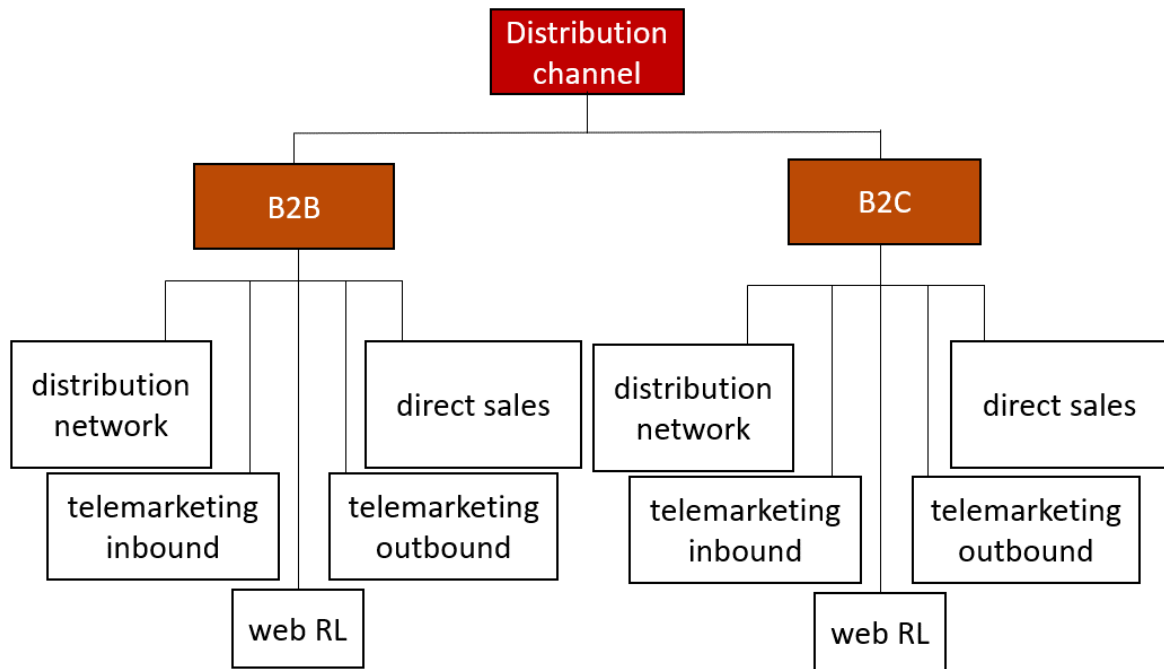 Distribution
channel
B2B
B2C
distribution
network
direct sales
telemarketing
inbound
telemarketing
outbound
web RL
distribution
network
direct sales
telemarketing
inbound
telemarketing
outbound
web RL